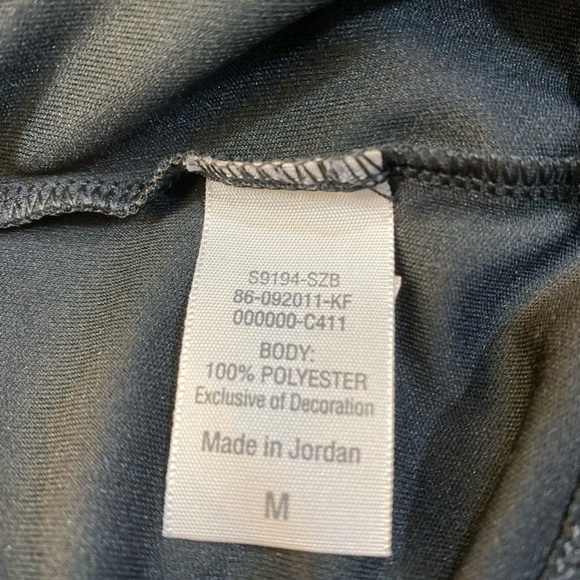 S9194-SZB
86-092011-KF
000000-C411
BODY:
100% POLYESTER
Exclusive of Decoration
Made in Jordan
M